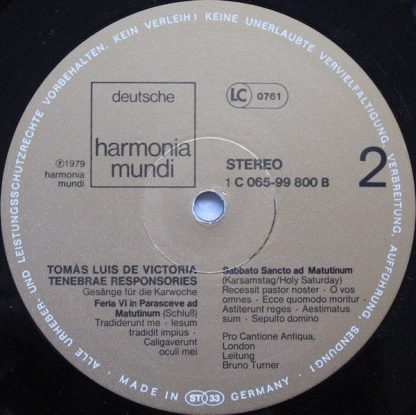 ALLE URHEBER- UND LEISTUNGSSCHUTZRECHTE VORBEHALTEN. KEIN VERLEIH! KEINE UNERLAUBTE VERVIELFÄLTIGUNG, VERBREITUNG, AUFFÜHRUNG, SENDUNG!
deutsche
harmonia
mundi
LC 0761
℗1979
harmonia
mundi
STEREO
1 C 065-99 800 B
2
TOMÁS LUIS DE VICTORIA
TENEBRAE RESPONSORIES
Gesänge für die Karwoche
Feria VI in Parasceve ad
Matutinum (Schluß)
Tradiderunt me · Iesum
tradidit impius ·
Caligaverunt
oculi mei
Sabbato Sancto ad Matutinum
(Karsamstag/Holy Saturday)
Recessit pastor noster · O vos
omnes · Ecce quomodo moritur ·
Astiterunt reges · Aestimatus
sum · Sepulto domino
Pro Cantione Antiqua,
London
Leitung
Bruno Turner
· MADE IN ST 33 GERMANY ·